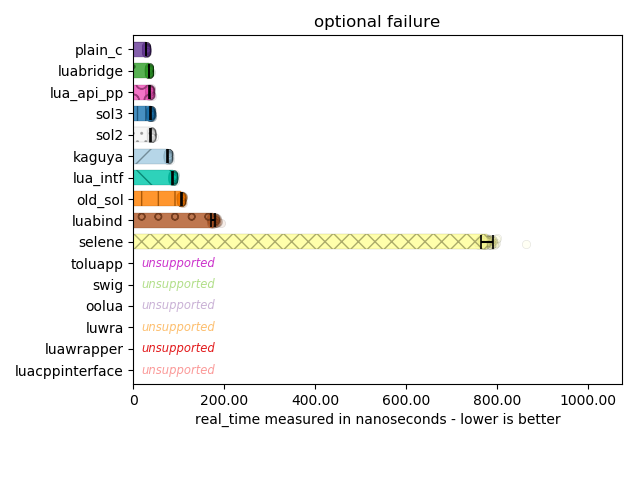 optional failure
plain_c
luabridge
lua_api_pp
sol3
sol2
kaguya
lua_intf
old_sol
luabind
selene
toluapp unsupported
swig unsupported
oolua unsupported
luwra unsupported
luawrapper unsupported
luacppinterface unsupported
0 200.00 400.00 600.00 800.00 1000.00
real_time measured in nanoseconds - lower is better